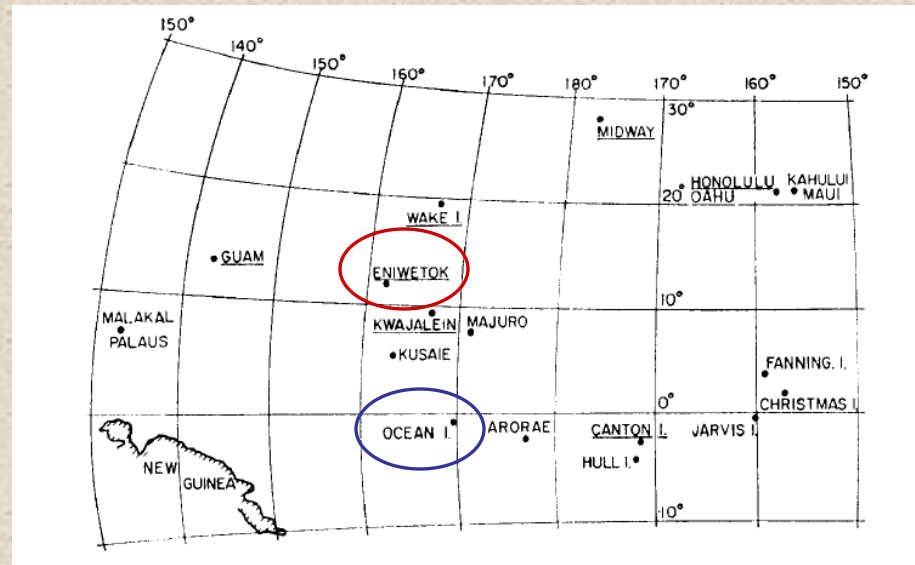 150°
140°
150°
160°
170°
180°
170°
160°
150°
30°
MIDWAY
HONOLULU
OAHU
KAHULUI
MAUI
20°
WAKE I.
GUAM
ENIWETOK
10°
MALAKAL
PALAUS
KWAJALEIN
MAJURO
KUSAIE
FANNING. I.
CHRISTMAS I.
0°
OCEAN I.
ARORAE
CANTON I.
JARVIS I.
HULL I.
NEW
GUINEA
10°